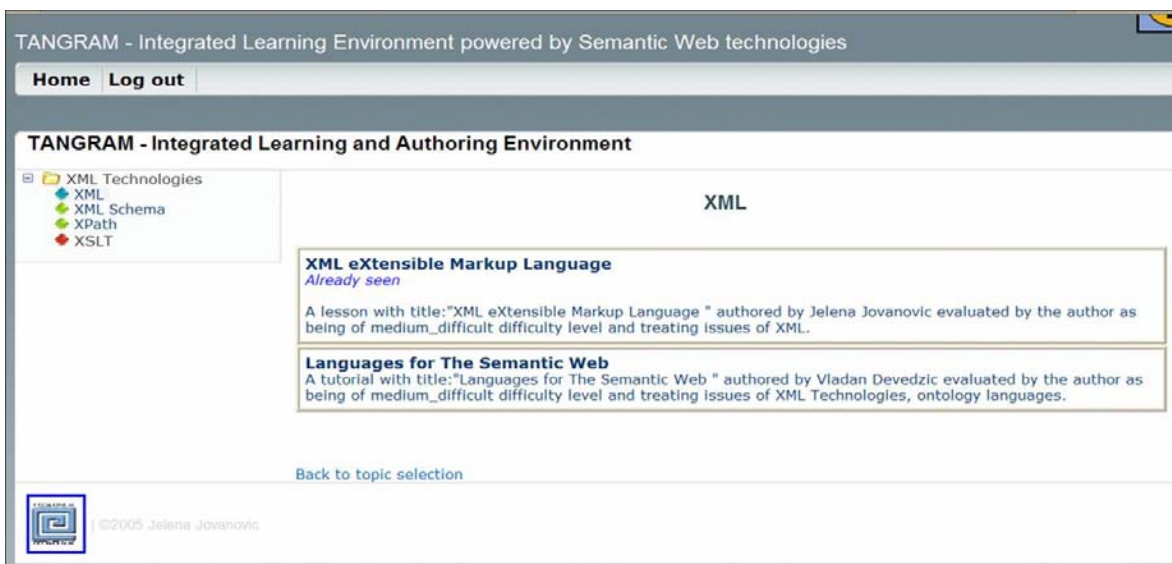 TANGRAM - Integrated Learning Environment powered by Semantic Web technologies
Home Log out
TANGRAM - Integrated Learning and Authoring Environment
XML Technologies
XML
XML Schema
XPath
XSLT
XML
XML eXtensible Markup Language
Already seen
A lesson with title:"XML eXtensible Markup Language " authored by Jelena Jovanovic evaluated by the author as
being of medium_difficult difficulty level and treating issues of XML.
Languages for The Semantic Web
A tutorial with title:"Languages for The Semantic Web " authored by Vladan Devedzic evaluated by the author as
being of medium_difficult difficulty level and treating issues of XML Technologies, ontology languages.
Back to topic selection
| ©2005 Jelena Jovanovic